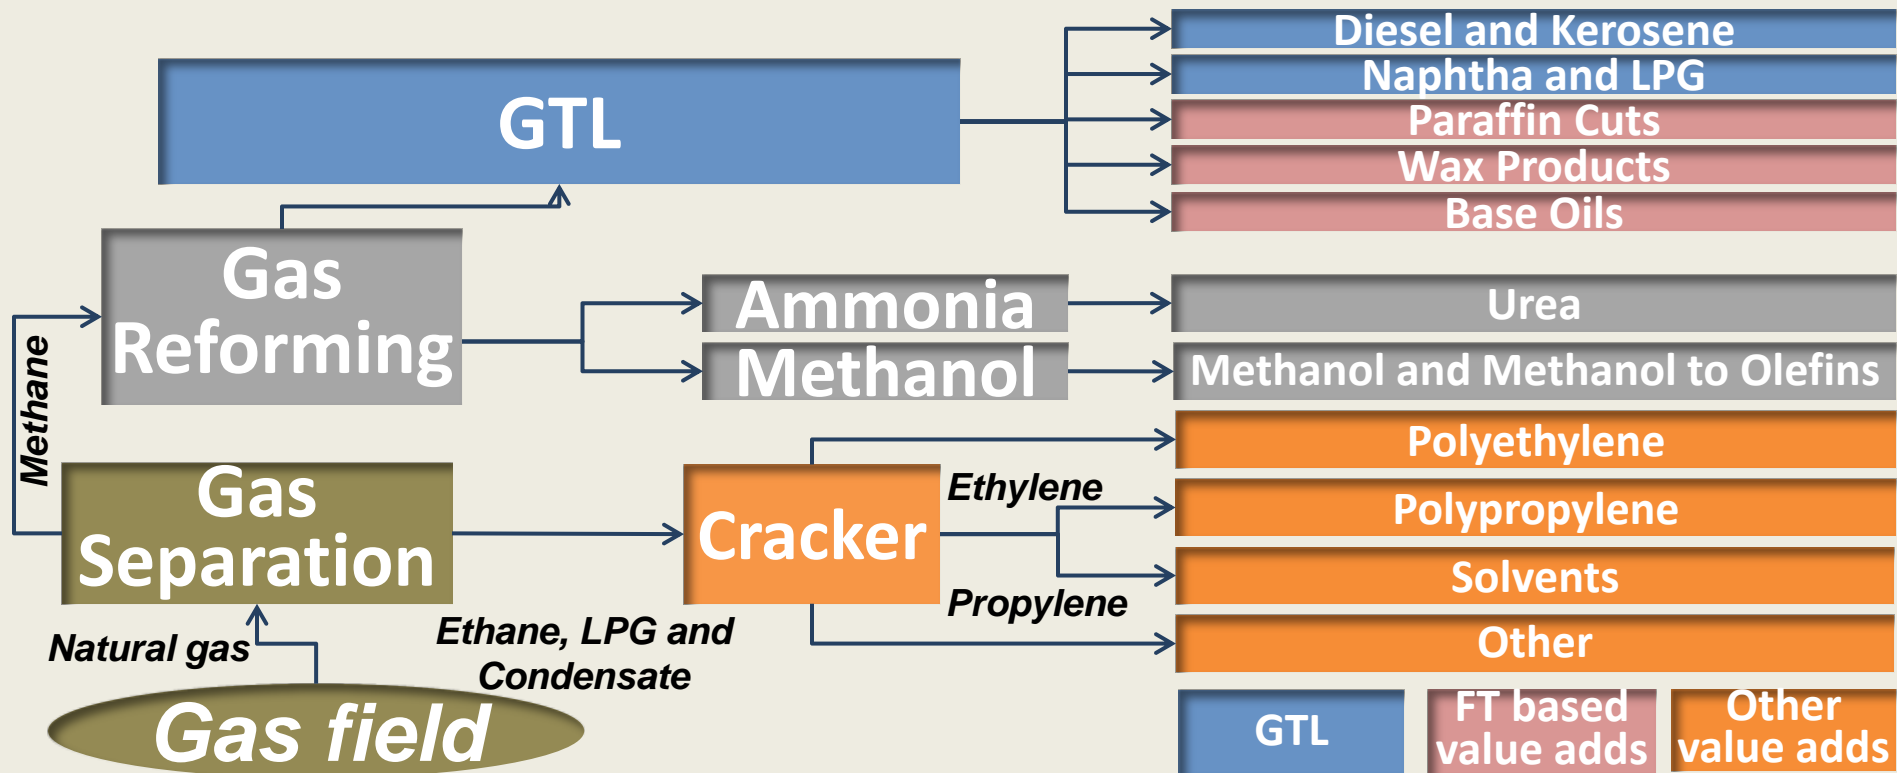 Diesel and Kerosene
Naphtha and LPG
GTL
Paraffin Cuts
Wax Products
Base Oils
Gas
Reforming
Ammonia
Urea
Methanol
Methanol and Methanol to Olefins
Methane
Polyethylene
Gas
Separation
Cracker
Ethylene
Polypropylene
Propylene
Solvents
Natural gas
Ethane, LPG and
Condensate
Other
Gas field
GTL
FT based
value adds
Other
value adds